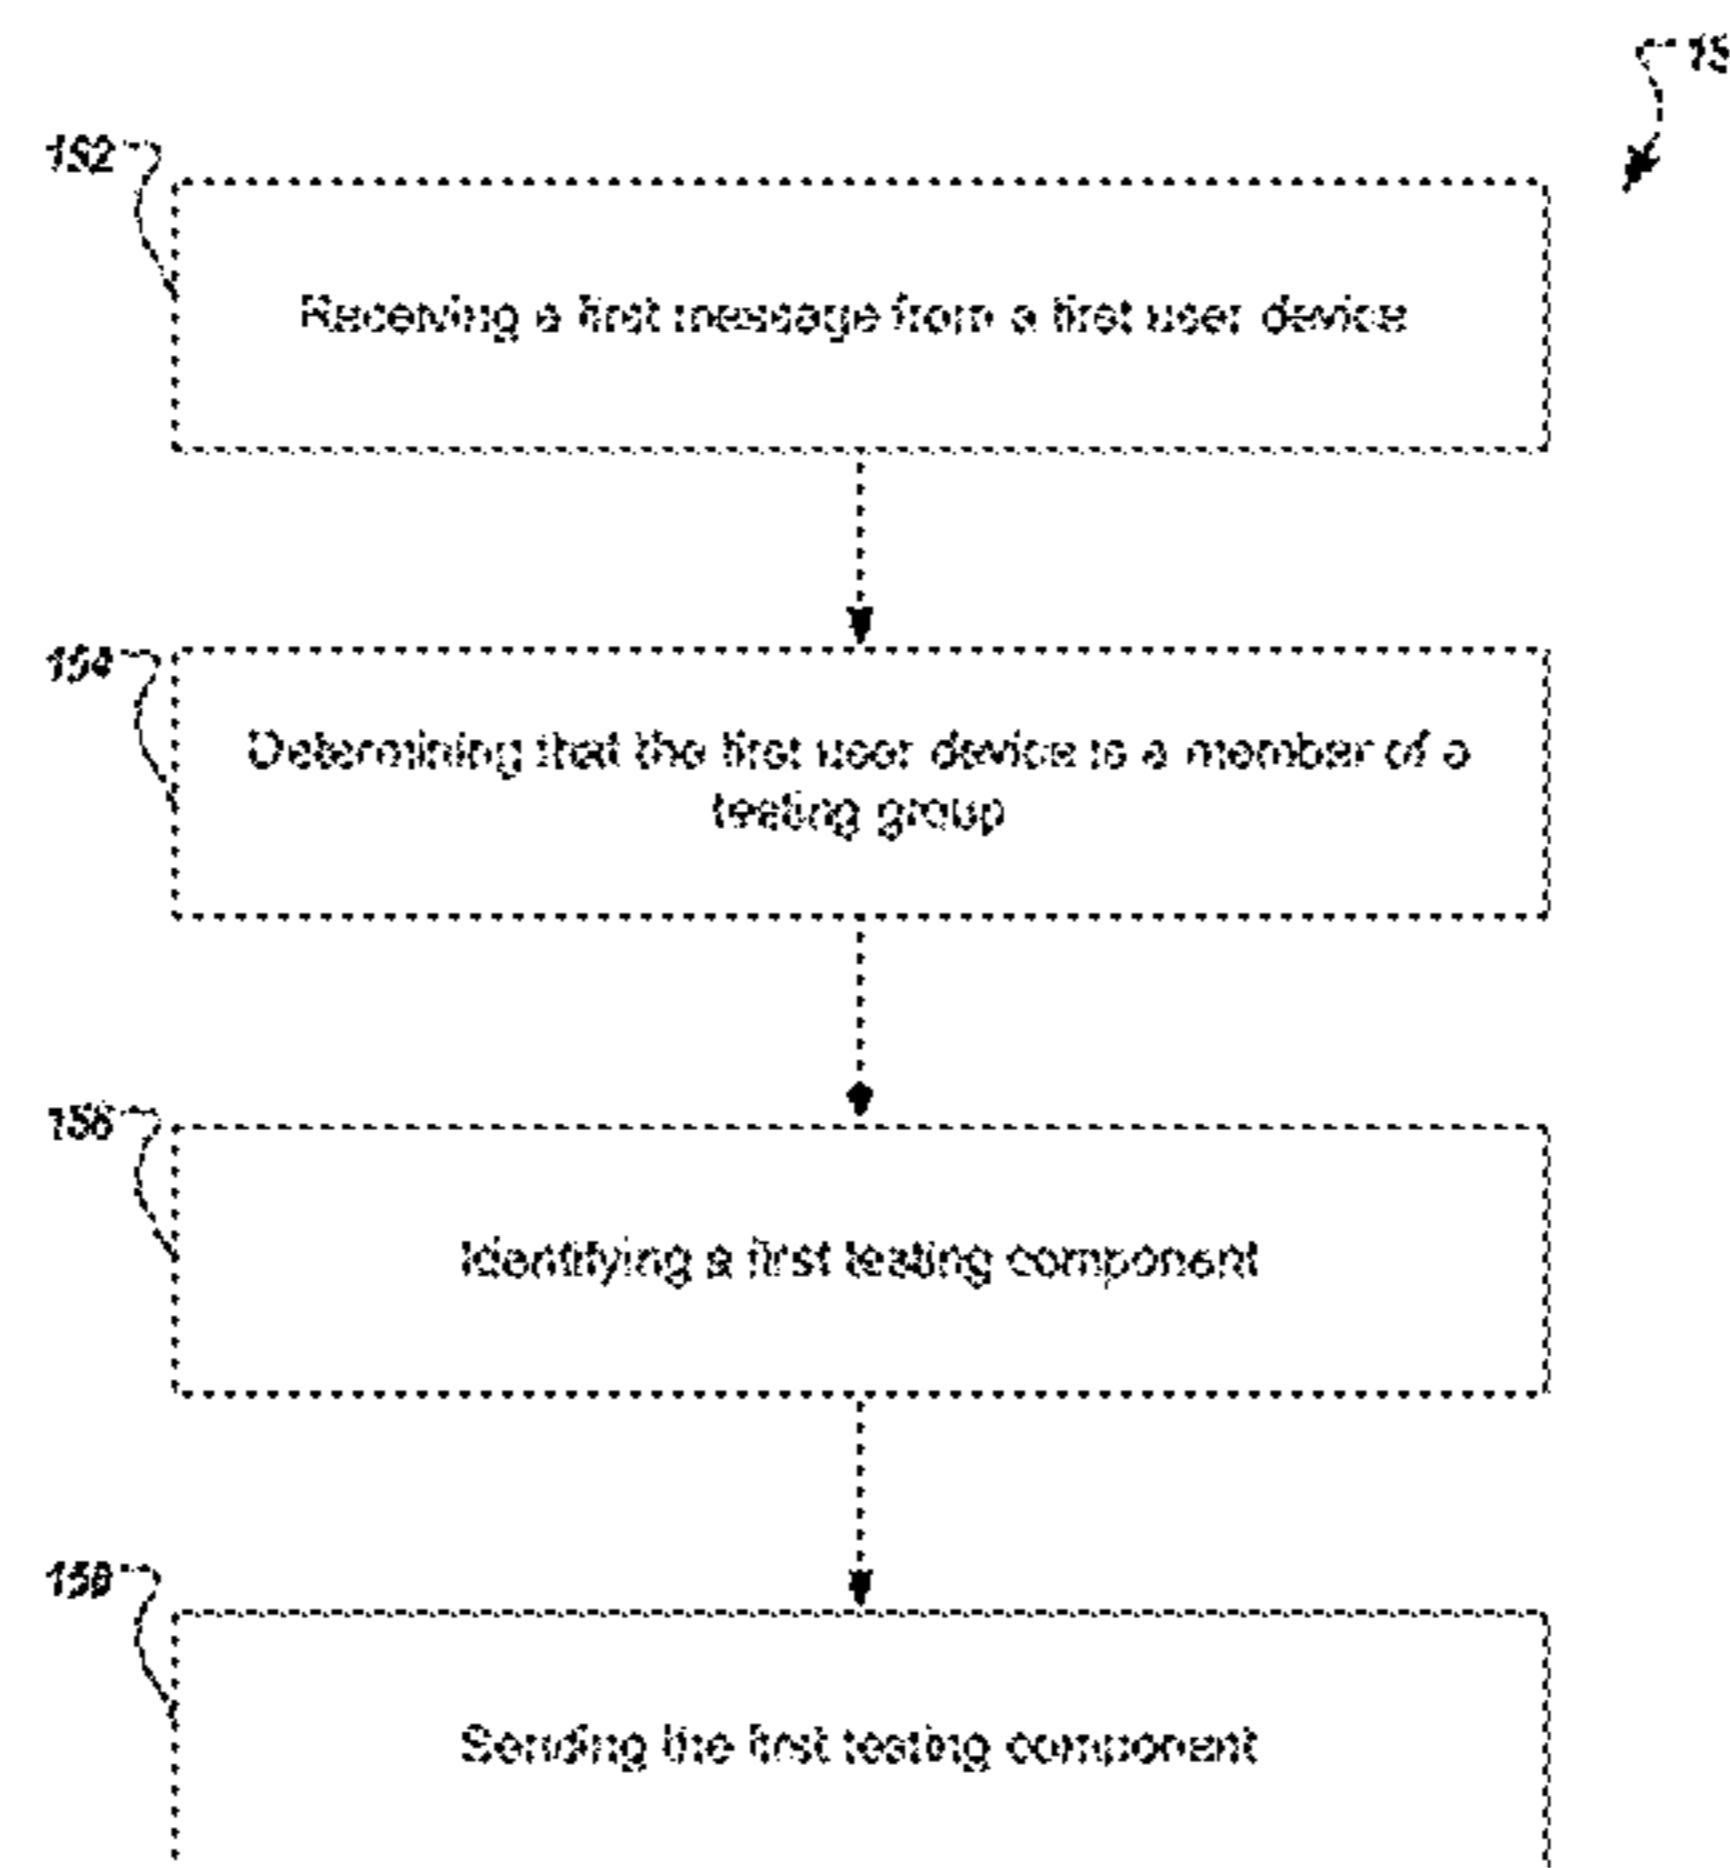 15
152
Receiving a first message from a first user device
154
Determining that the first user device is a member of a
testing group
156
Identifying a first testing component
158
Sending the first testing component